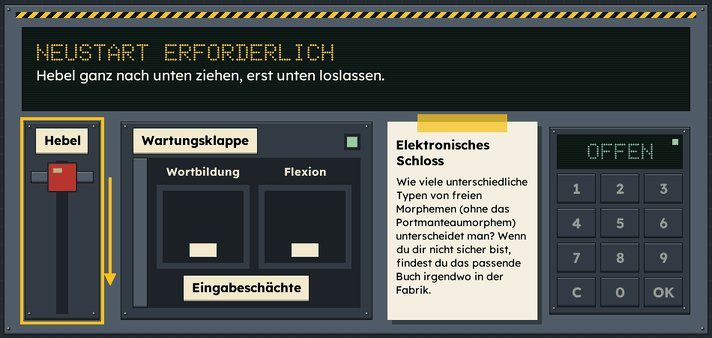 NEUSTART ERFORDERLICH
Hebel ganz nach unten ziehen, erst unten loslassen.
Hebel
Wartungsklappe
Wortbildung
Flexion
Eingabeschächte
Elektronisches
Schloss
Wie viele unterschiedliche
Typen von freien
Morphemen (ohne das
Portmanteaumorphem)
unterscheidet man? Wenn
du dir nicht sicher bist,
findest du das passende
Buch irgendwo in der
Fabrik.
OFFEN
1 2 3
4 5 6
7 8 9
C 0 OK